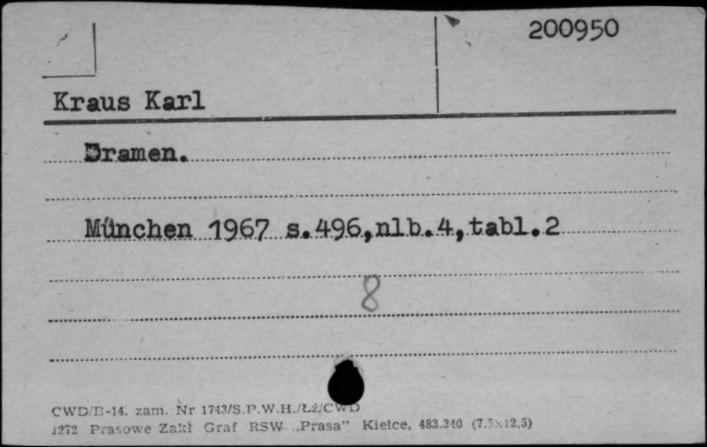 200950
Kraus Karl
Dramen.
München 1967 s.496,nlb.4,tabl.2
8
CWD/B-14. zam. Nr 1743/S.P.W.H./Łź/CWD
1272 Prasowe Zakł Graf RSW „Prasa" Kielce, 483.340 (7.5x12,5)